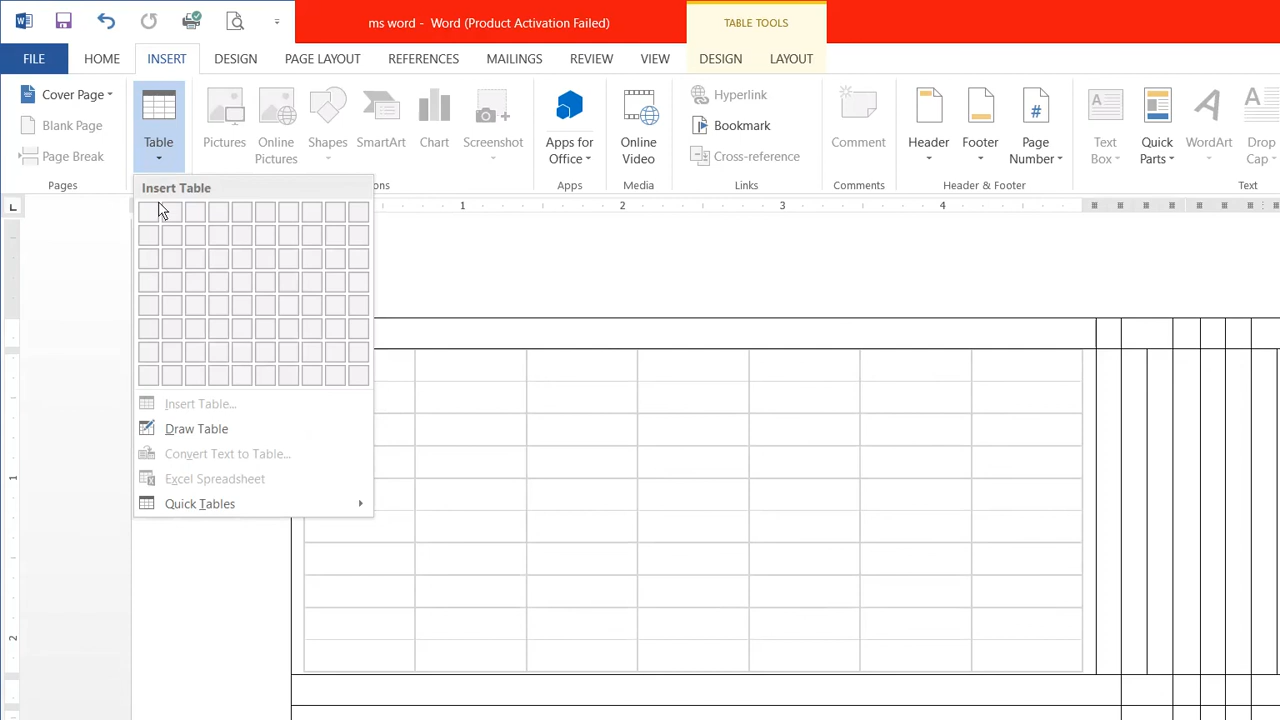 ms word - Word (Product Activation Failed)
TABLE TOOLS
FILE
HOME
INSERT
DESIGN
PAGE LAYOUT
REFERENCES
MAILINGS
REVIEW
VIEW
DESIGN
LAYOUT
Cover Page
Blank Page
Page Break
Pages
Table
Pictures
Online
Pictures
Shapes
SmartArt
Chart
Screenshot
Apps for
Office
Apps
Online
Video
Media
Hyperlink
Bookmark
Cross-reference
Links
Comment
Comments
Header
Footer
Page
Number
Header & Footer
Text
Box
Quick
Parts
WordArt
Drop
Cap
Text
Insert Table
Insert Table...
Draw Table
Convert Text to Table...
Excel Spreadsheet
Quick Tables
1
2
3
4
1
2